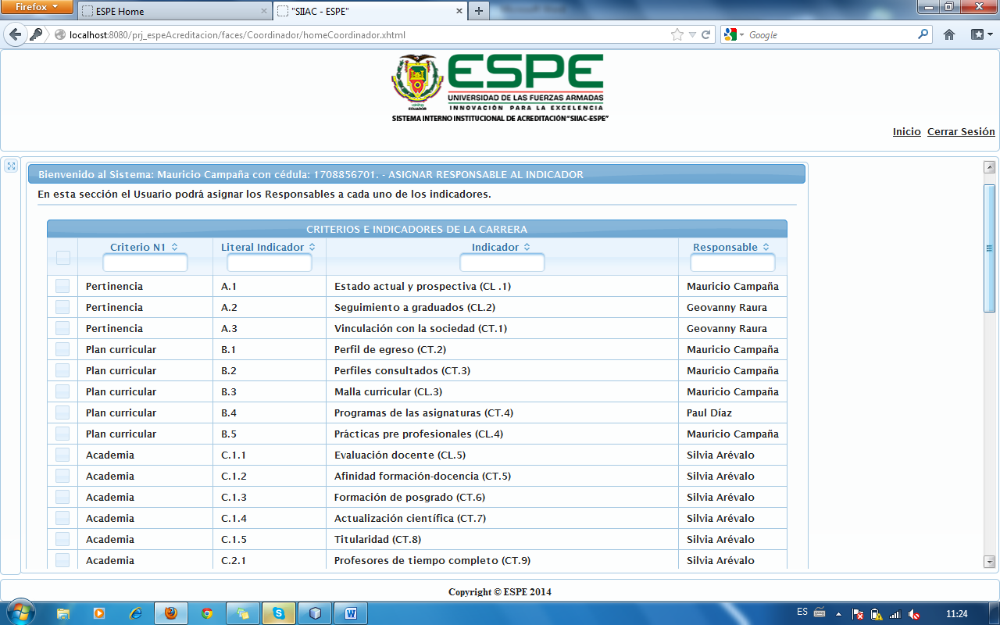 Firefox
ESPE Home
"SIIAC - ESPE"
localhost:8080/prj_espeAcreditacion/faces/Coordinador/homeCoordinador.xhtml
Google
ECUADOR
ESPE
UNIVERSIDAD DE LAS FUERZAS ARMADAS
INNOVACIÓN PARA LA EXCELENCIA
SISTEMA INTERNO INSTITUCIONAL DE ACREDITACIÓN "SIIAC-ESPE"
Inicio Cerrar Sesión
Bienvenido al Sistema: Mauricio Campaña con cédula: 1708856701. - ASIGNAR RESPONSABLE AL INDICADOR
En esta sección el Usuario podrá asignar los Responsables a cada uno de los indicadores.
CRITERIOS E INDICADORES DE LA CARRERA
Criterio N1 Literal Indicador Indicador Responsable
Pertinencia A.1 Estado actual y prospectiva (CL .1) Mauricio Campaña
Pertinencia A.2 Seguimiento a graduados (CL.2) Geovanny Raura
Pertinencia A.3 Vinculación con la sociedad (CT.1) Geovanny Raura
Plan curricular B.1 Perfil de egreso (CT.2) Mauricio Campaña
Plan curricular B.2 Perfiles consultados (CT.3) Mauricio Campaña
Plan curricular B.3 Malla curricular (CL.3) Mauricio Campaña
Plan curricular B.4 Programas de las asignaturas (CT.4) Paul Díaz
Plan curricular B.5 Prácticas pre profesionales (CL.4) Mauricio Campaña
Academia C.1.1 Evaluación docente (CL.5) Silvia Arévalo
Academia C.1.2 Afinidad formación-docencia (CT.5) Silvia Arévalo
Academia C.1.3 Formación de posgrado (CT.6) Silvia Arévalo
Academia C.1.4 Actualización científica (CT.7) Silvia Arévalo
Academia C.1.5 Titularidad (CT.8) Silvia Arévalo
Academia C.2.1 Profesores de tiempo completo (CT.9) Silvia Arévalo
Copyright © ESPE 2014
ES 11:24